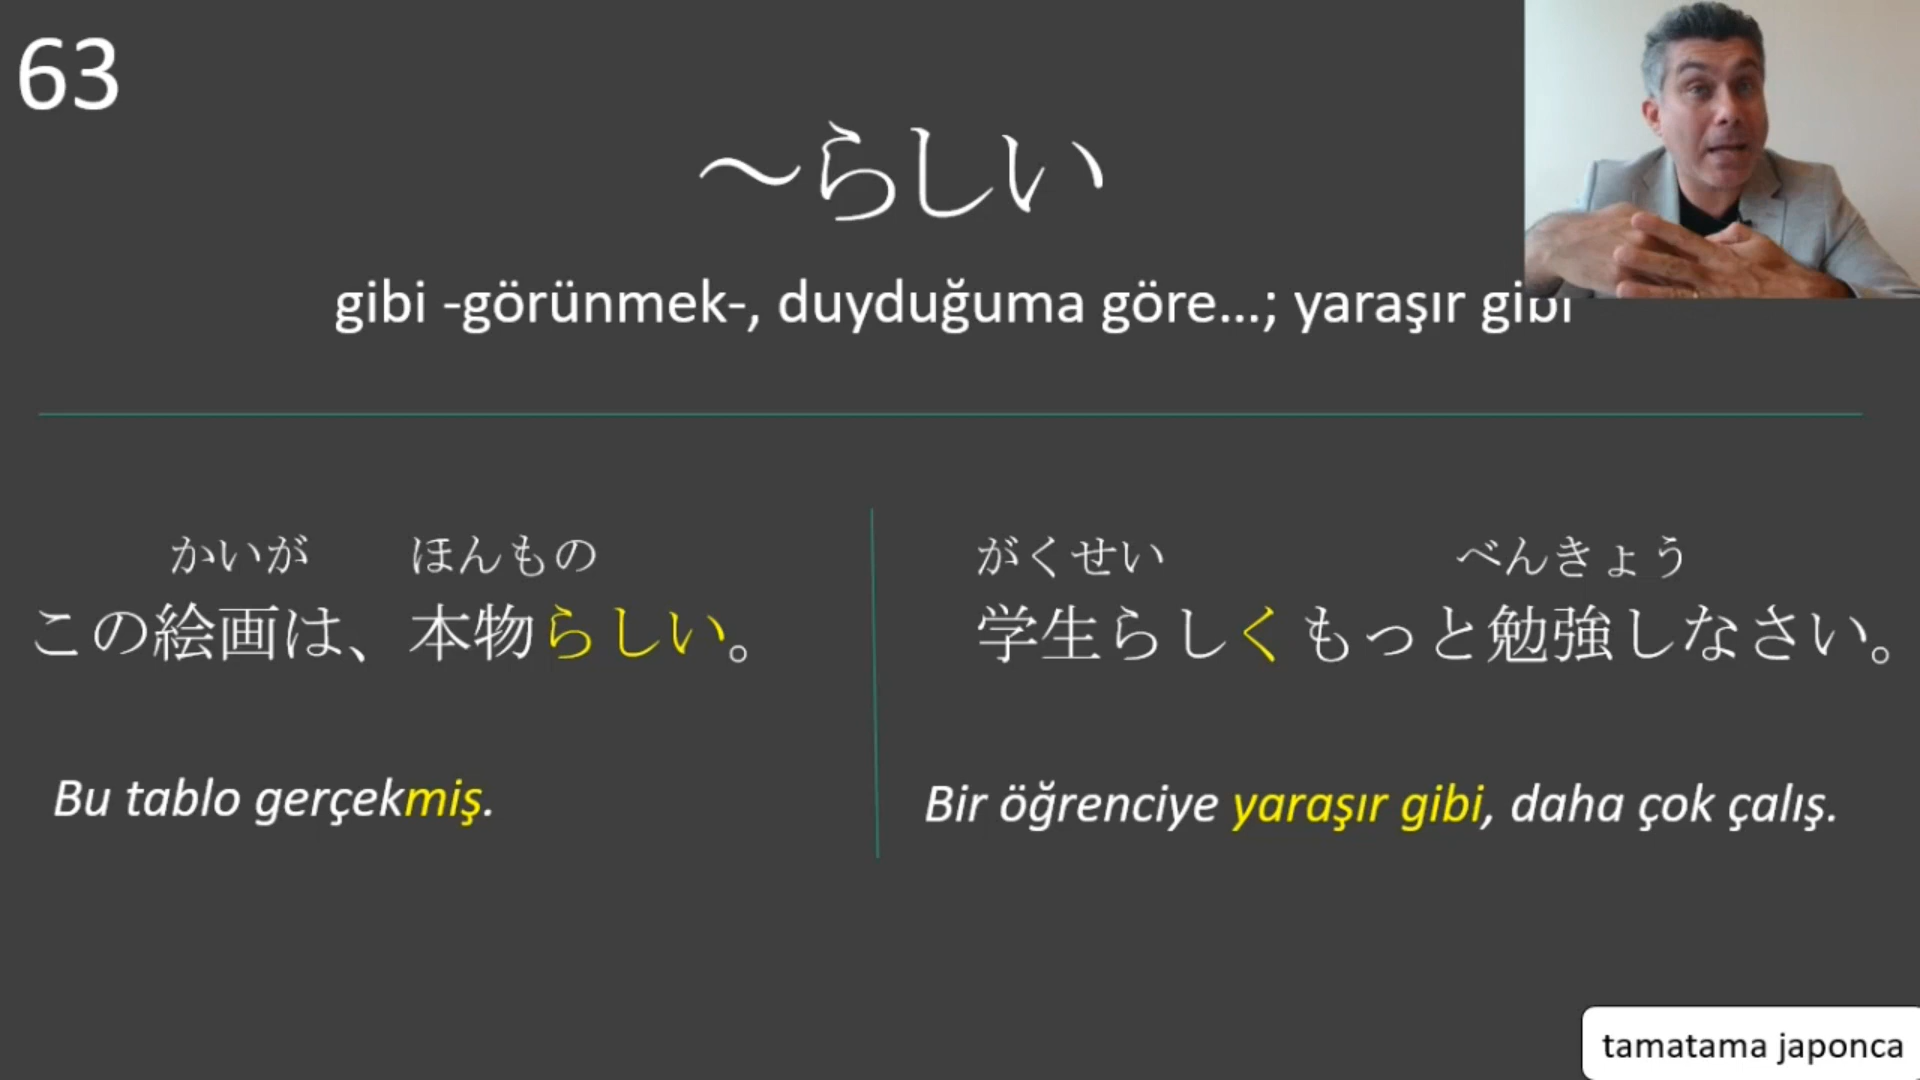 63
～らしい
gibi -görünmek-, duyduğuma göre...; yaraşır gibi
かいが ほんもの
この絵画は、本物らしい。
Bu tablo gerçekmiş.
がくせい べんきょう
学生らしくもっと勉強しなさい。
Bir öğrenciye yaraşır gibi, daha çok çalış.
tamatama japonca